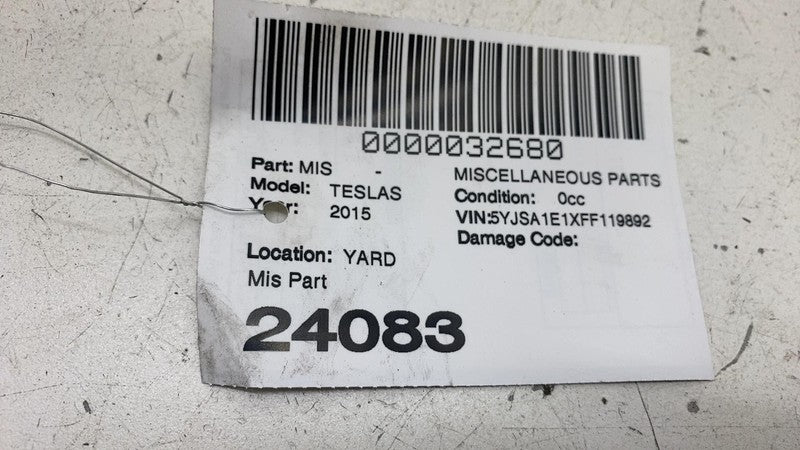 0000032680
Part: MIS - MISCELLANEOUS PARTS
Model: TESLAS Condition: 0cc
Year: 2015 VIN:5YJSA1E1XFF119892
Damage Code:
Location: YARD
Mis Part
24083